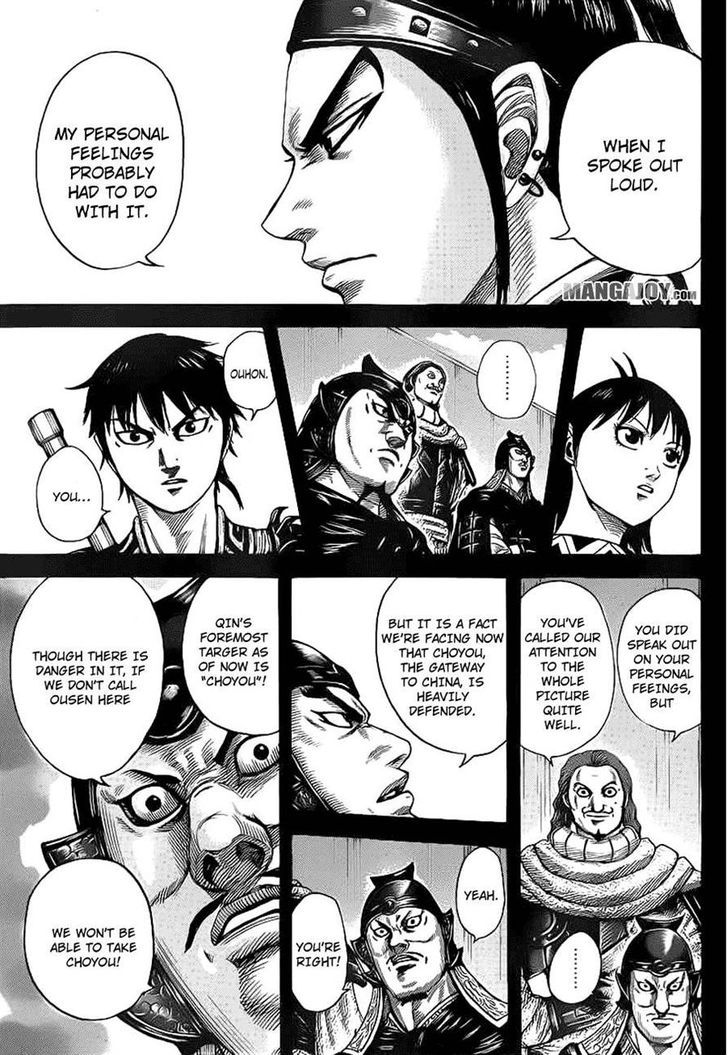 WHEN I
SPOKE OUT
LOUD.
MY PERSONAL
FEELINGS
PROBABLY
HAD TO DO
WITH IT.
MANGAJOY.COM
........
OUHON.
YOU...
YOU DID
SPEAK OUT
ON YOUR
PERSONAL
FEEINGS,
BUT
YOU'VE
CALLED OUR
ATTENTION
TO THE
WHOLE
PICTURE
QUITE
WELL.
........
BUT IT IS A FACT
WE'RE FACING NOW
THAT CHOYOU,
THE GATEWAY
TO CHINA, IS
HEAVILY
DEFENDED.
YEAH.
YOU'RE
RIGHT!
QIN'S
FOREMOST
TARGER AS
OF NOW IS
"CHOYOU"!
THOUGH THERE IS
DANGER IN IT, IF
WE DON'T CALL
OUSEN HERE
WE WON'T BE
ABLE TO TAKE
CHOYOU!